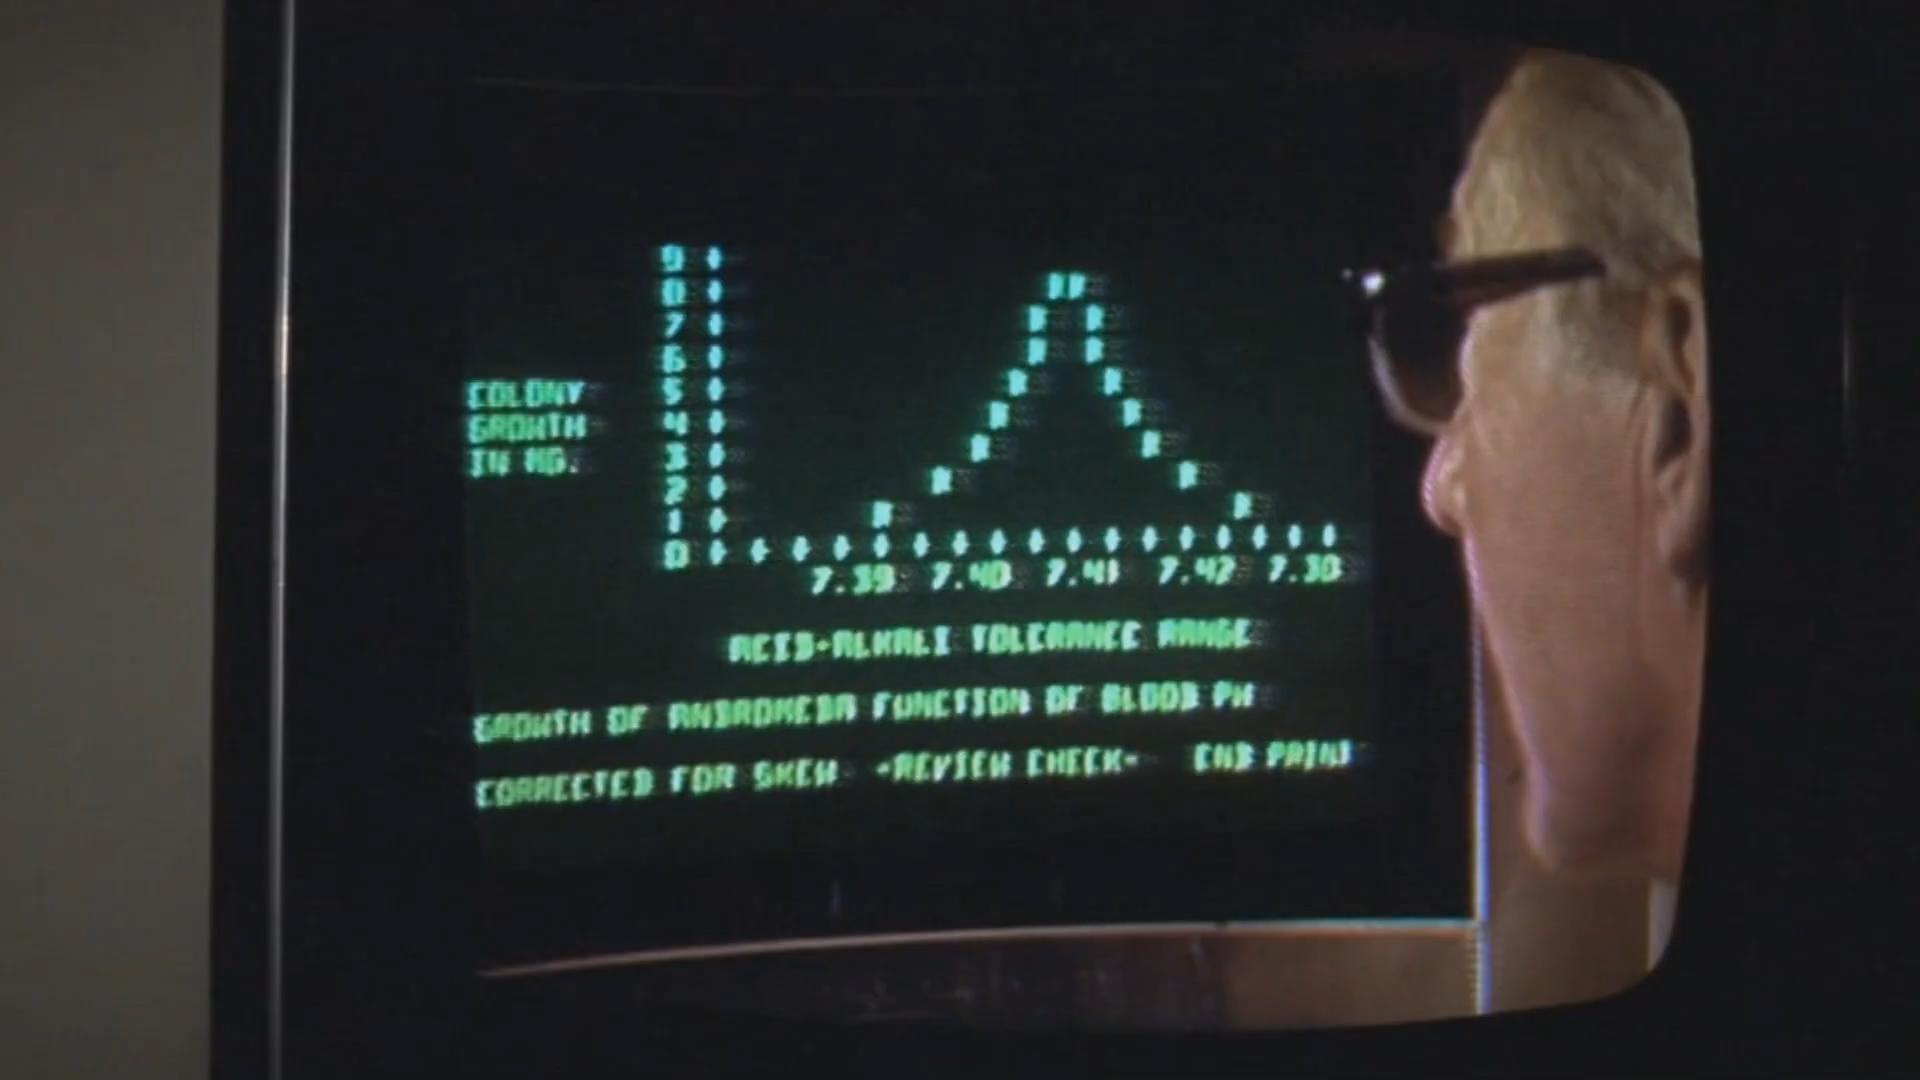 9
8
7
6
COLONY 5
GROWTH 4
IN MG. 3
2
1
0
7.39 7.40 7.41 7.42 7.30
ACID-ALKALI TOLERANCE RANGE
GROWTH OF ANDROMEDA FUNCTION OF BLOOD PH
CORRECTED FOR SKEW -REVIEW CHECK- END PRINT